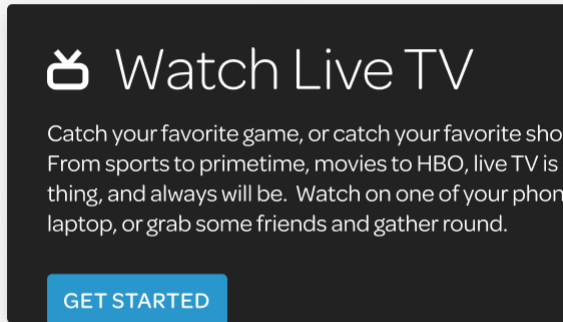 Watch Live TV
Catch your favorite game, or catch your favorite sho
From sports to primetime, movies to HBO, live TV is
thing, and always will be. Watch on one of your phon
laptop, or grab some friends and gather round.
GET STARTED